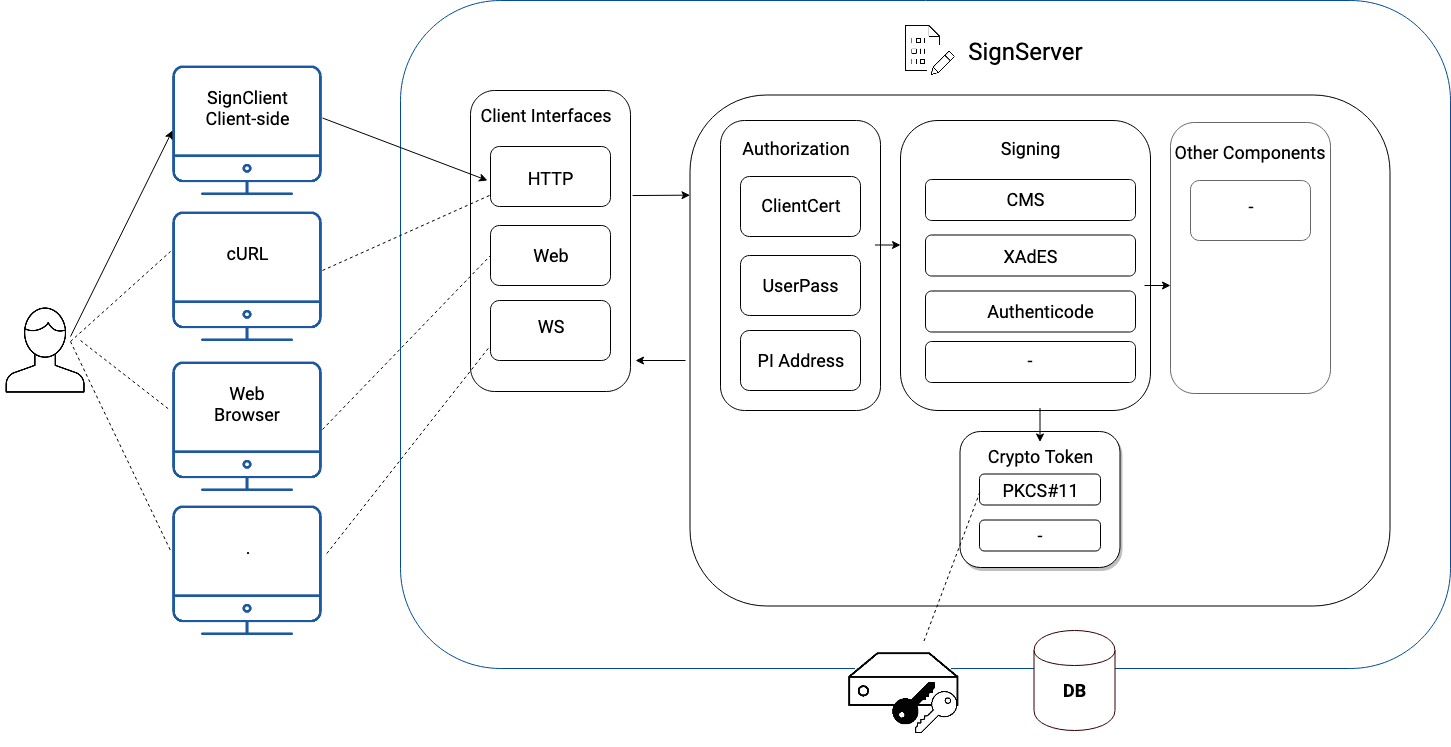 SignServer
SignClient
Client-side
cURL
Web
Browser
.
Client Interfaces
HTTP
Web
WS
Authorization
ClientCert
UserPass
PI Address
Signing
CMS
XAdES
Authenticode
-
Other Components
-
Crypto Token
PKCS#11
-
DB